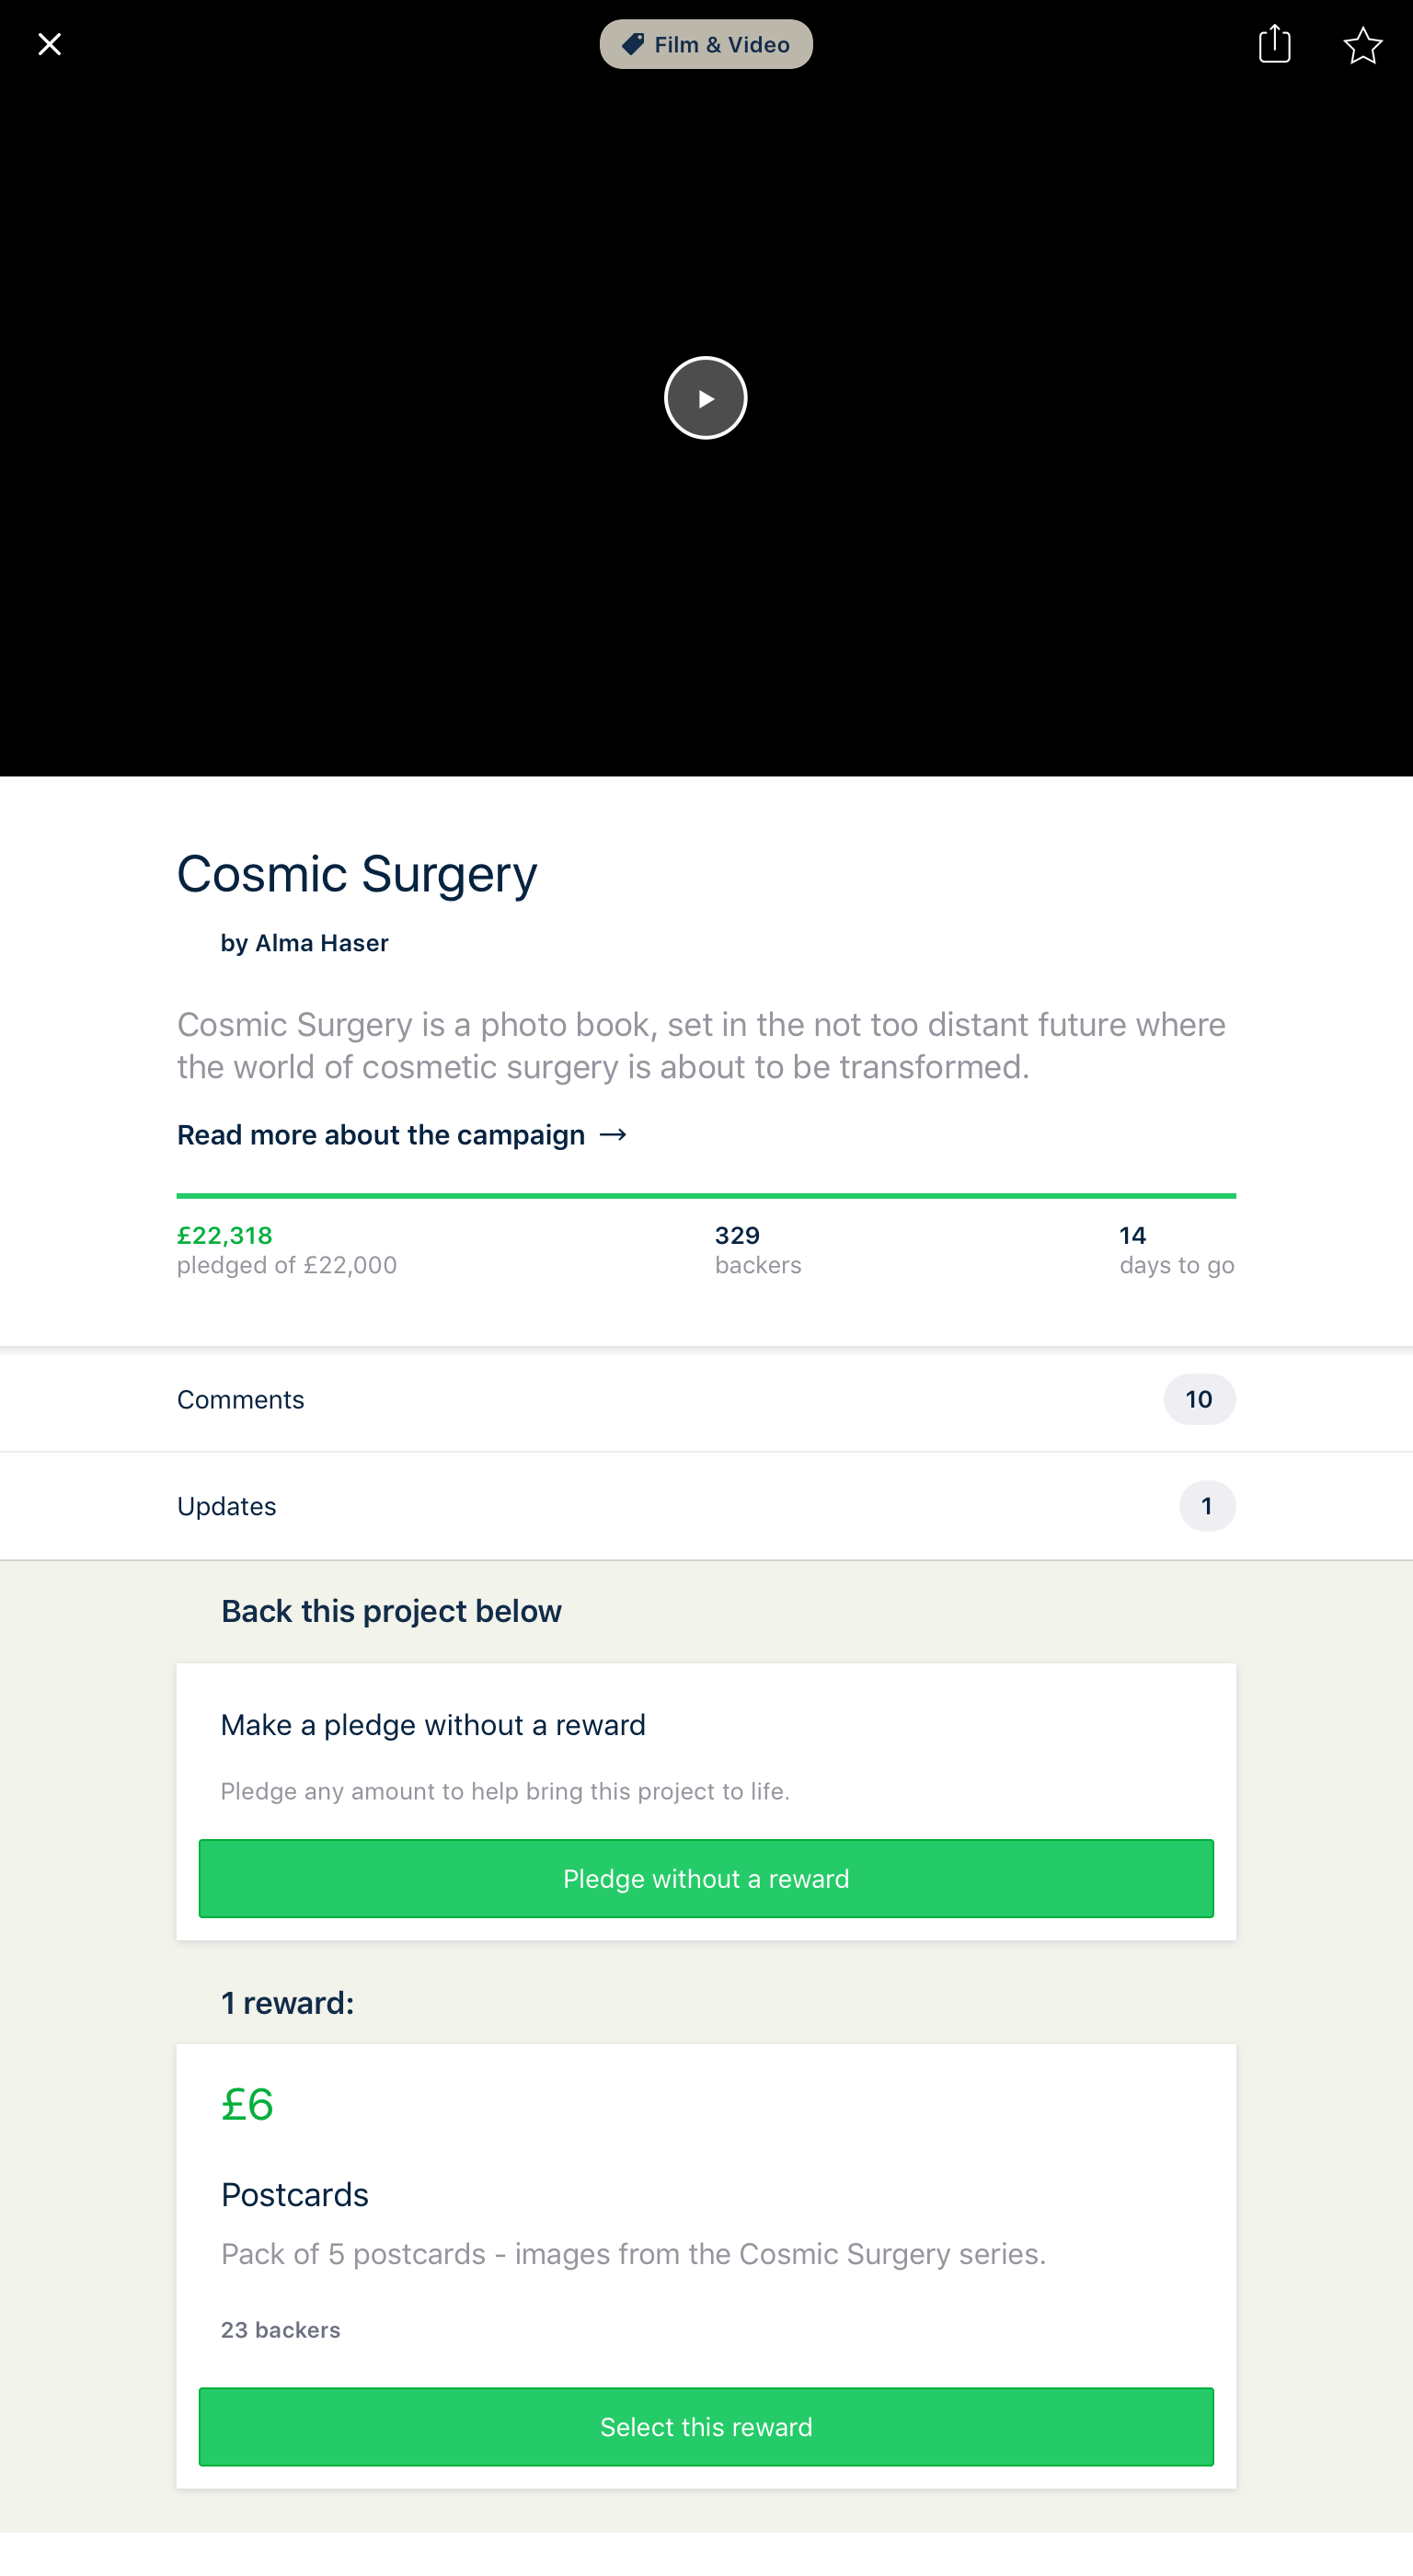 Film & Video
Cosmic Surgery
by Alma Haser
Cosmic Surgery is a photo book, set in the not too distant future where
the world of cosmetic surgery is about to be transformed.
Read more about the campaign →
£22,318
pledged of £22,000
329
backers
14
days to go
Comments
10
Updates
1
Back this project below
Make a pledge without a reward
Pledge any amount to help bring this project to life.
Pledge without a reward
1 reward:
£6
Postcards
Pack of 5 postcards - images from the Cosmic Surgery series.
23 backers
Select this reward